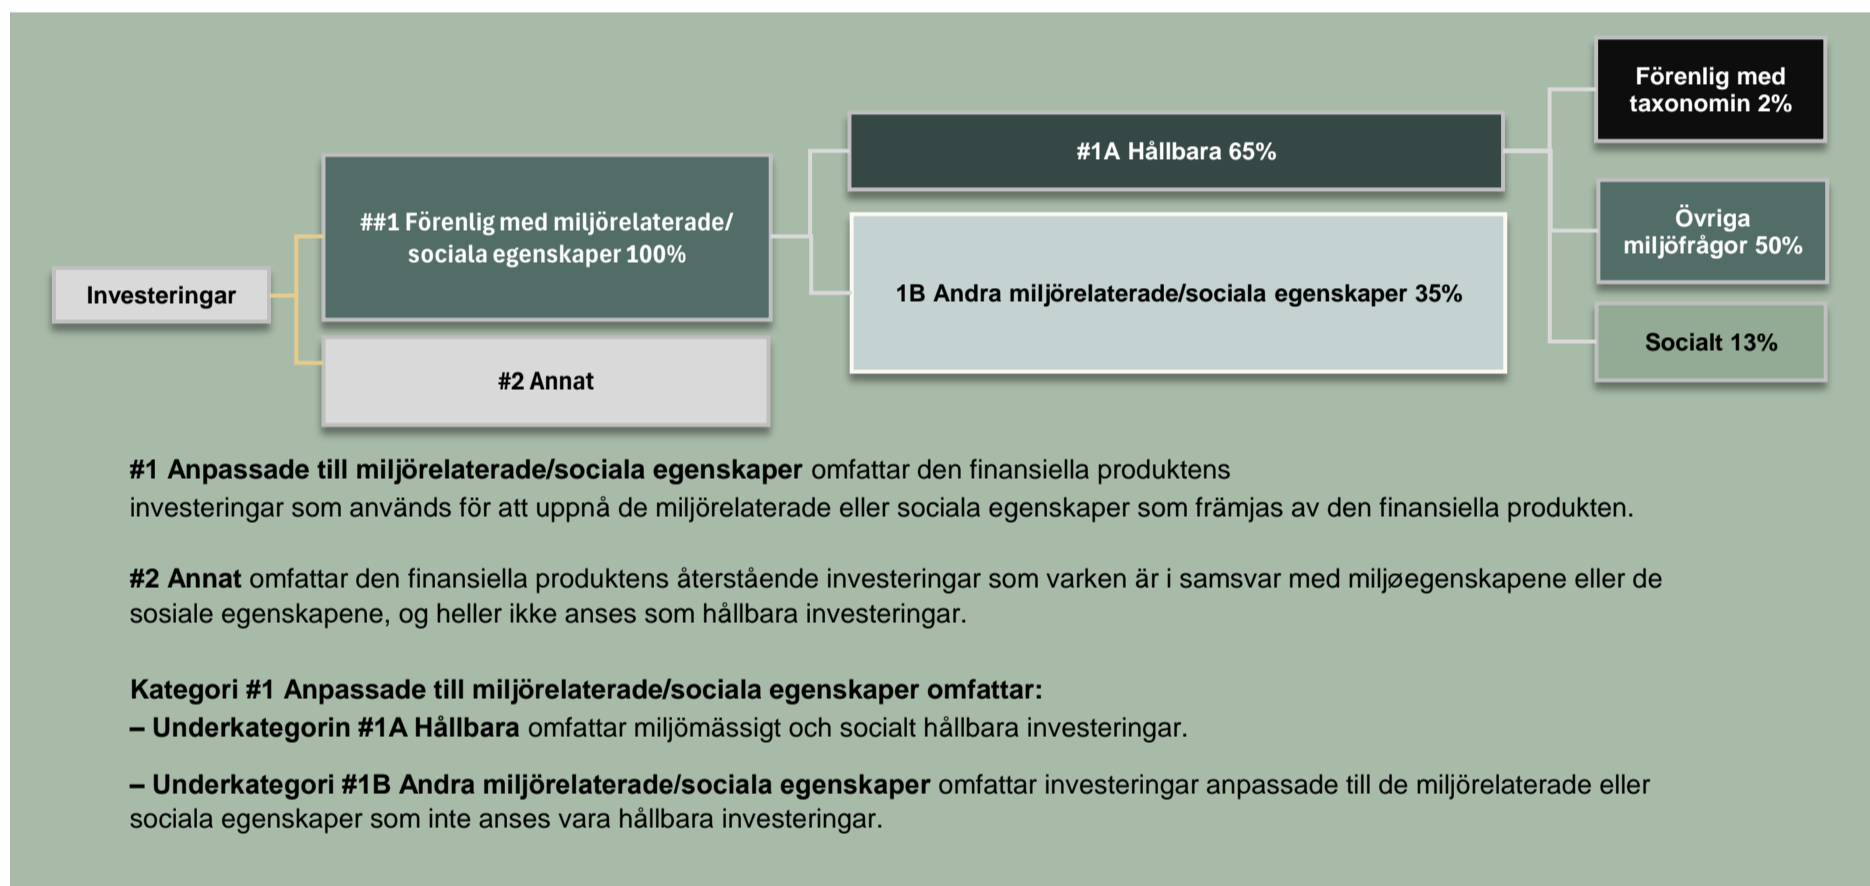 Investeringar
##1 Förenlig med miljörelaterade/
sociala egenskaper 100%
#2 Annat
#1A Hållbara 65%
1B Andra miljörelaterade/sociala egenskaper 35%
Förenlig med
taxonomin 2%
Övriga
miljöfrågor 50%
Socialt 13%
#1 Anpassade till miljörelaterade/sociala egenskaper omfattar den finansiella produktens
investeringar som används för att uppnå de miljörelaterade eller sociala egenskaper som främjas av den finansiella produkten.
#2 Annat omfattar den finansiella produktens återstående investeringar som varken är i samsvar med miljøegenskapene eller de
sosiale egenskapene, og heller ikke anses som hållbara investeringar.
Kategori #1 Anpassade till miljörelaterade/sociala egenskaper omfattar:
– Underkategorin #1A Hållbara omfattar miljömässigt och socialt hållbara investeringar.
– Underkategori #1B Andra miljörelaterade/sociala egenskaper omfattar investeringar anpassade till de miljörelaterade eller
sociala egenskaper som inte anses vara hållbara investeringar.